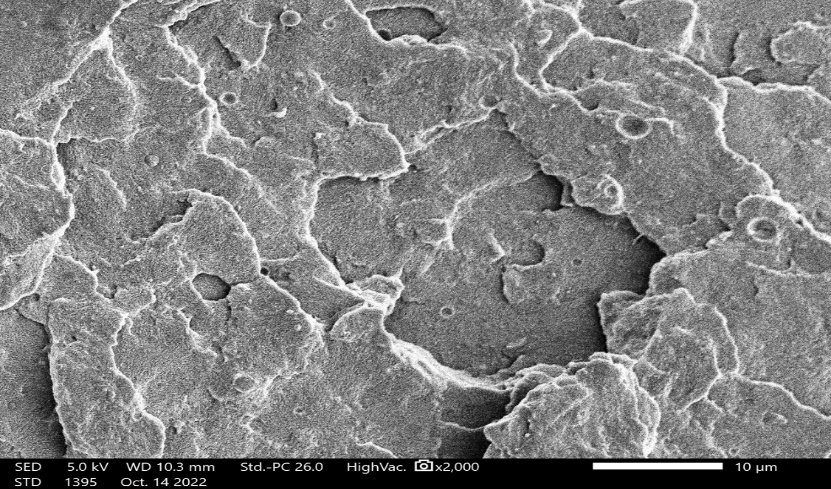 SED 5.0 kV WD 10.3 mm Std.-PC 26.0 HighVac. x2,000 10 µm
STD 1395 Oct. 14 2022